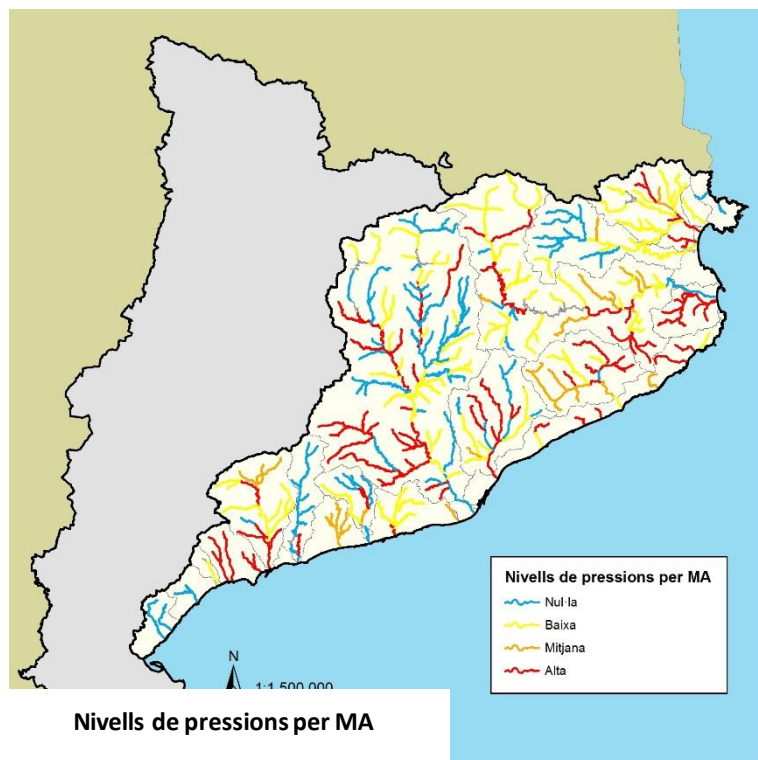 Nivells de pressions per MA
Nul·la
Baixa
Mitjana
Alta
N
1:1.500.000
Nivells de pressions per MA